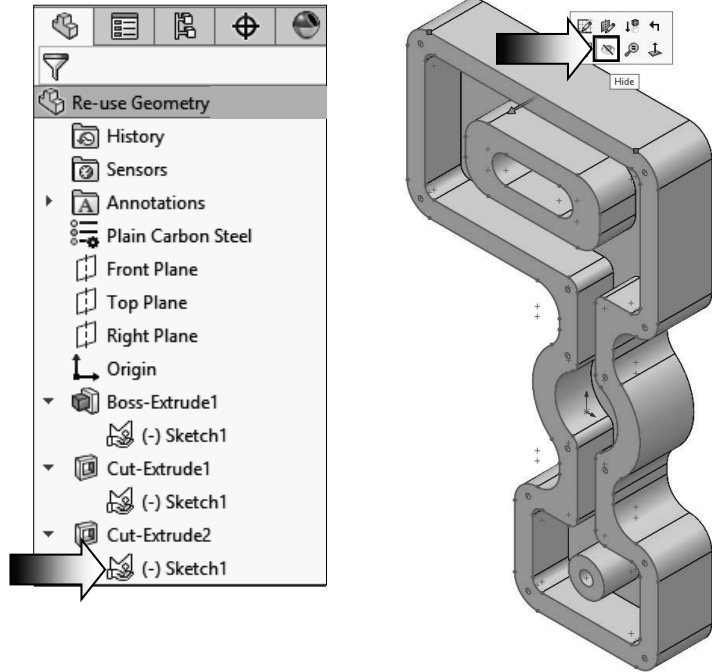 Re-use Geometry
History
Sensors
A Annotations
Plain Carbon Steel
Front Plane
Top Plane
Right Plane
Origin
Boss-Extrude1
(-) Sketch1
Cut-Extrude1
(-) Sketch1
Cut-Extrude2
(-) Sketch1
Hide